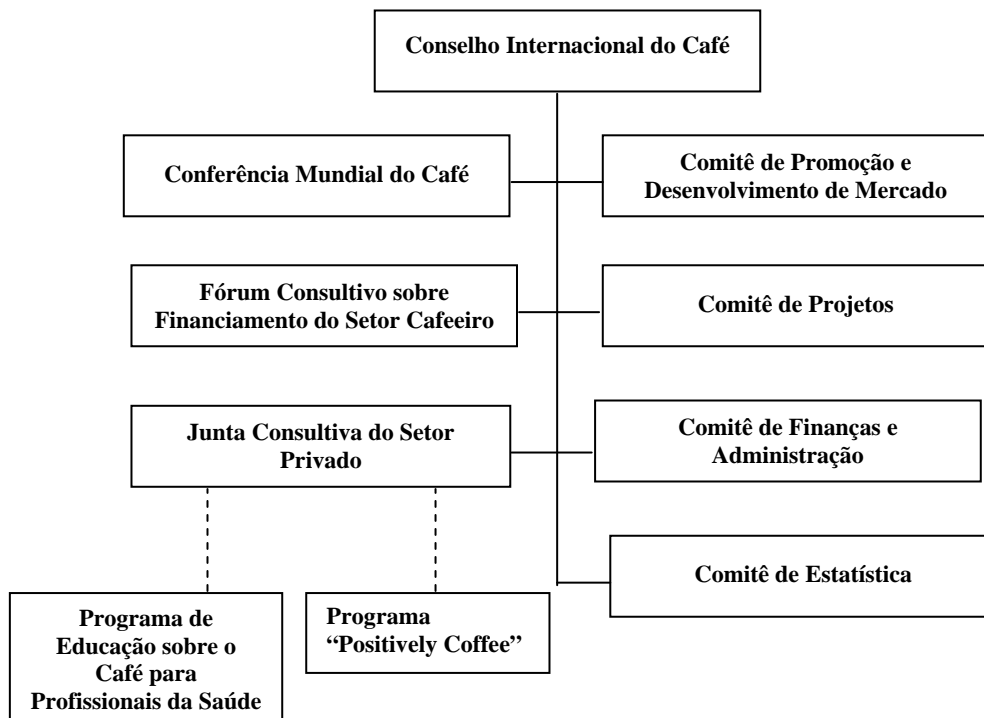 Conselho Internacional do Café
Conferência Mundial do Café
Comitê de Promoção e
Desenvolvimento de Mercado
Fórum Consultivo sobre
Financiamento do Setor Cafeeiro
Comitê de Projetos
Junta Consultiva do Setor
Privado
Comitê de Finanças e
Administração
Comitê de Estatística
Programa de
Educação sobre o
Café para
Profissionais da Saúde
Programa
“Positively Coffee”